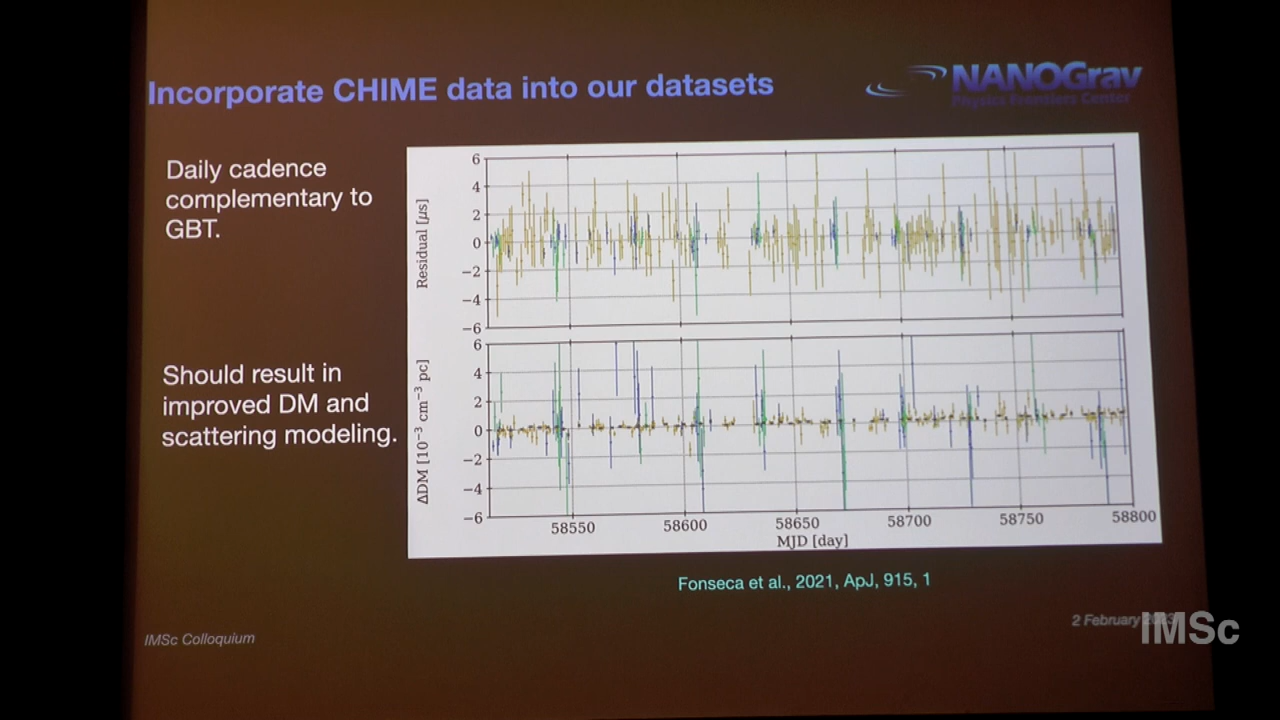 Incorporate CHIME data into our datasets
NANOGrav
Physics Frontiers Center
Daily cadence
complementary to
GBT.
Should result in
improved DM and
scattering modeling.
6
4
2
0
−2
−4
−6
Residual [μs]
6
4
2
0
−2
−4
−6
ΔDM [10⁻³ cm⁻³ pc]
58550
58600
58650
58700
58750
58800
MJD [day]
Fonseca et al., 2021, ApJ, 915, 1
IMSc Colloquium
2 February
IMSc